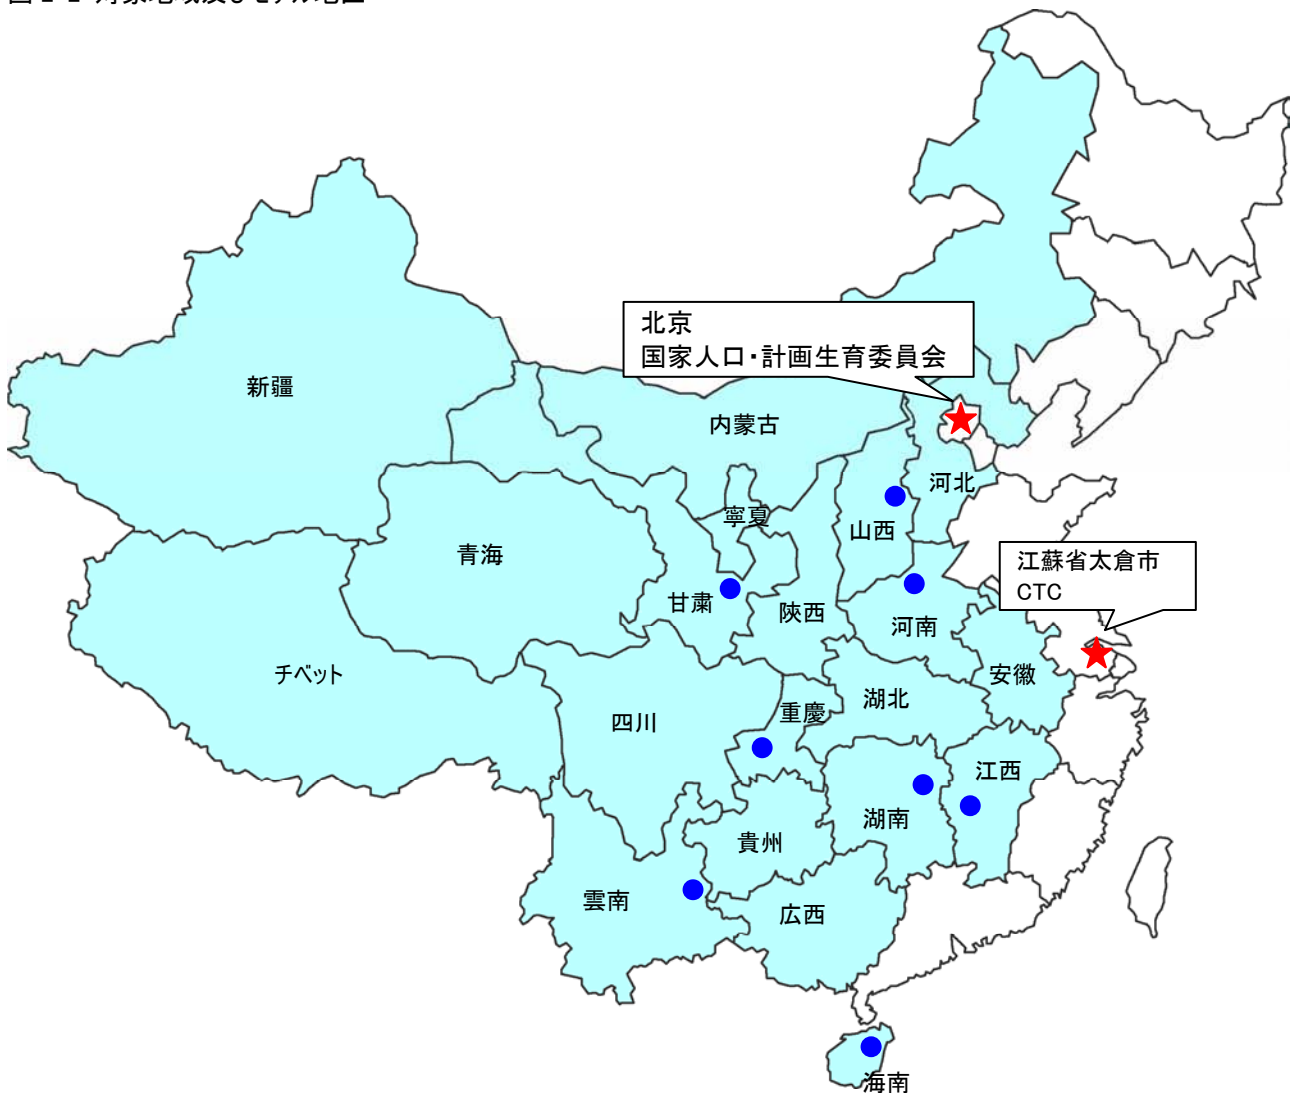 北京
国家人口・計画生育委員会
新疆
内蒙古
河北
寧夏
山西
青海
江蘇省太倉市
CTC
甘粛
陝西
河南
チベット
安徽
四川
重慶
湖北
江西
湖南
貴州
雲南
広西
海南